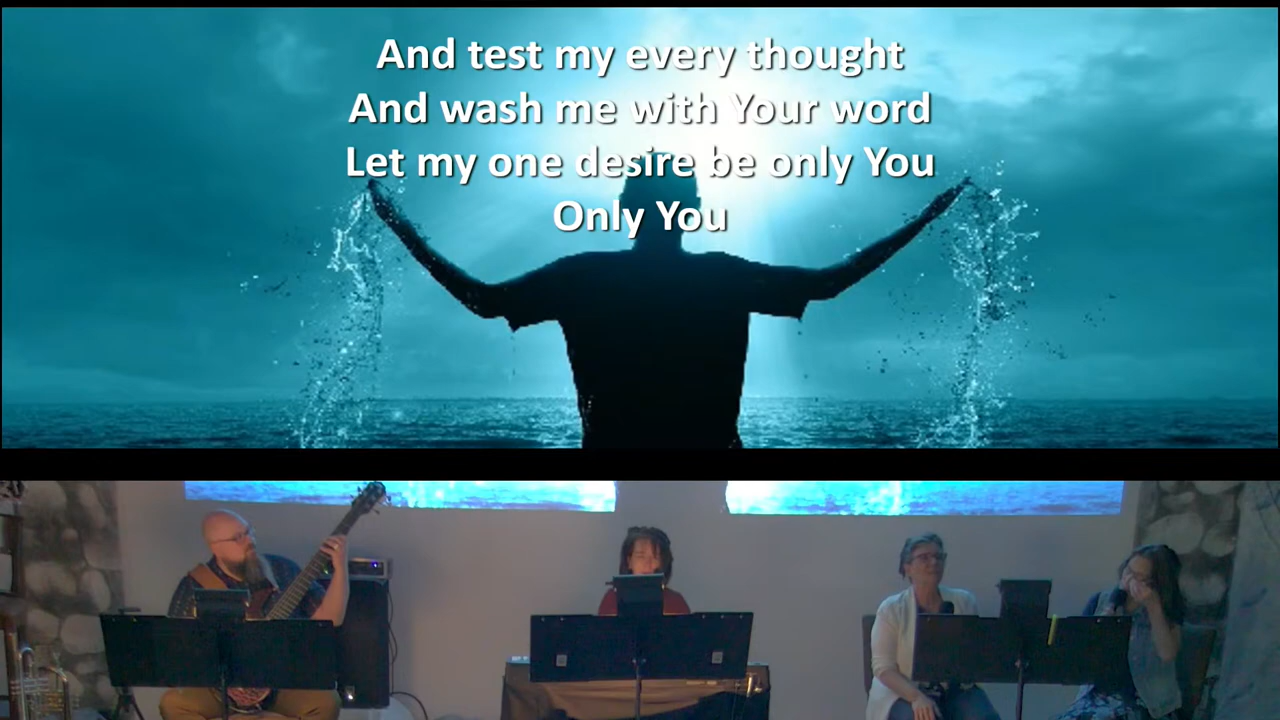 And test my every thought
And wash me with Your word
Let my one desire be only You
Only You